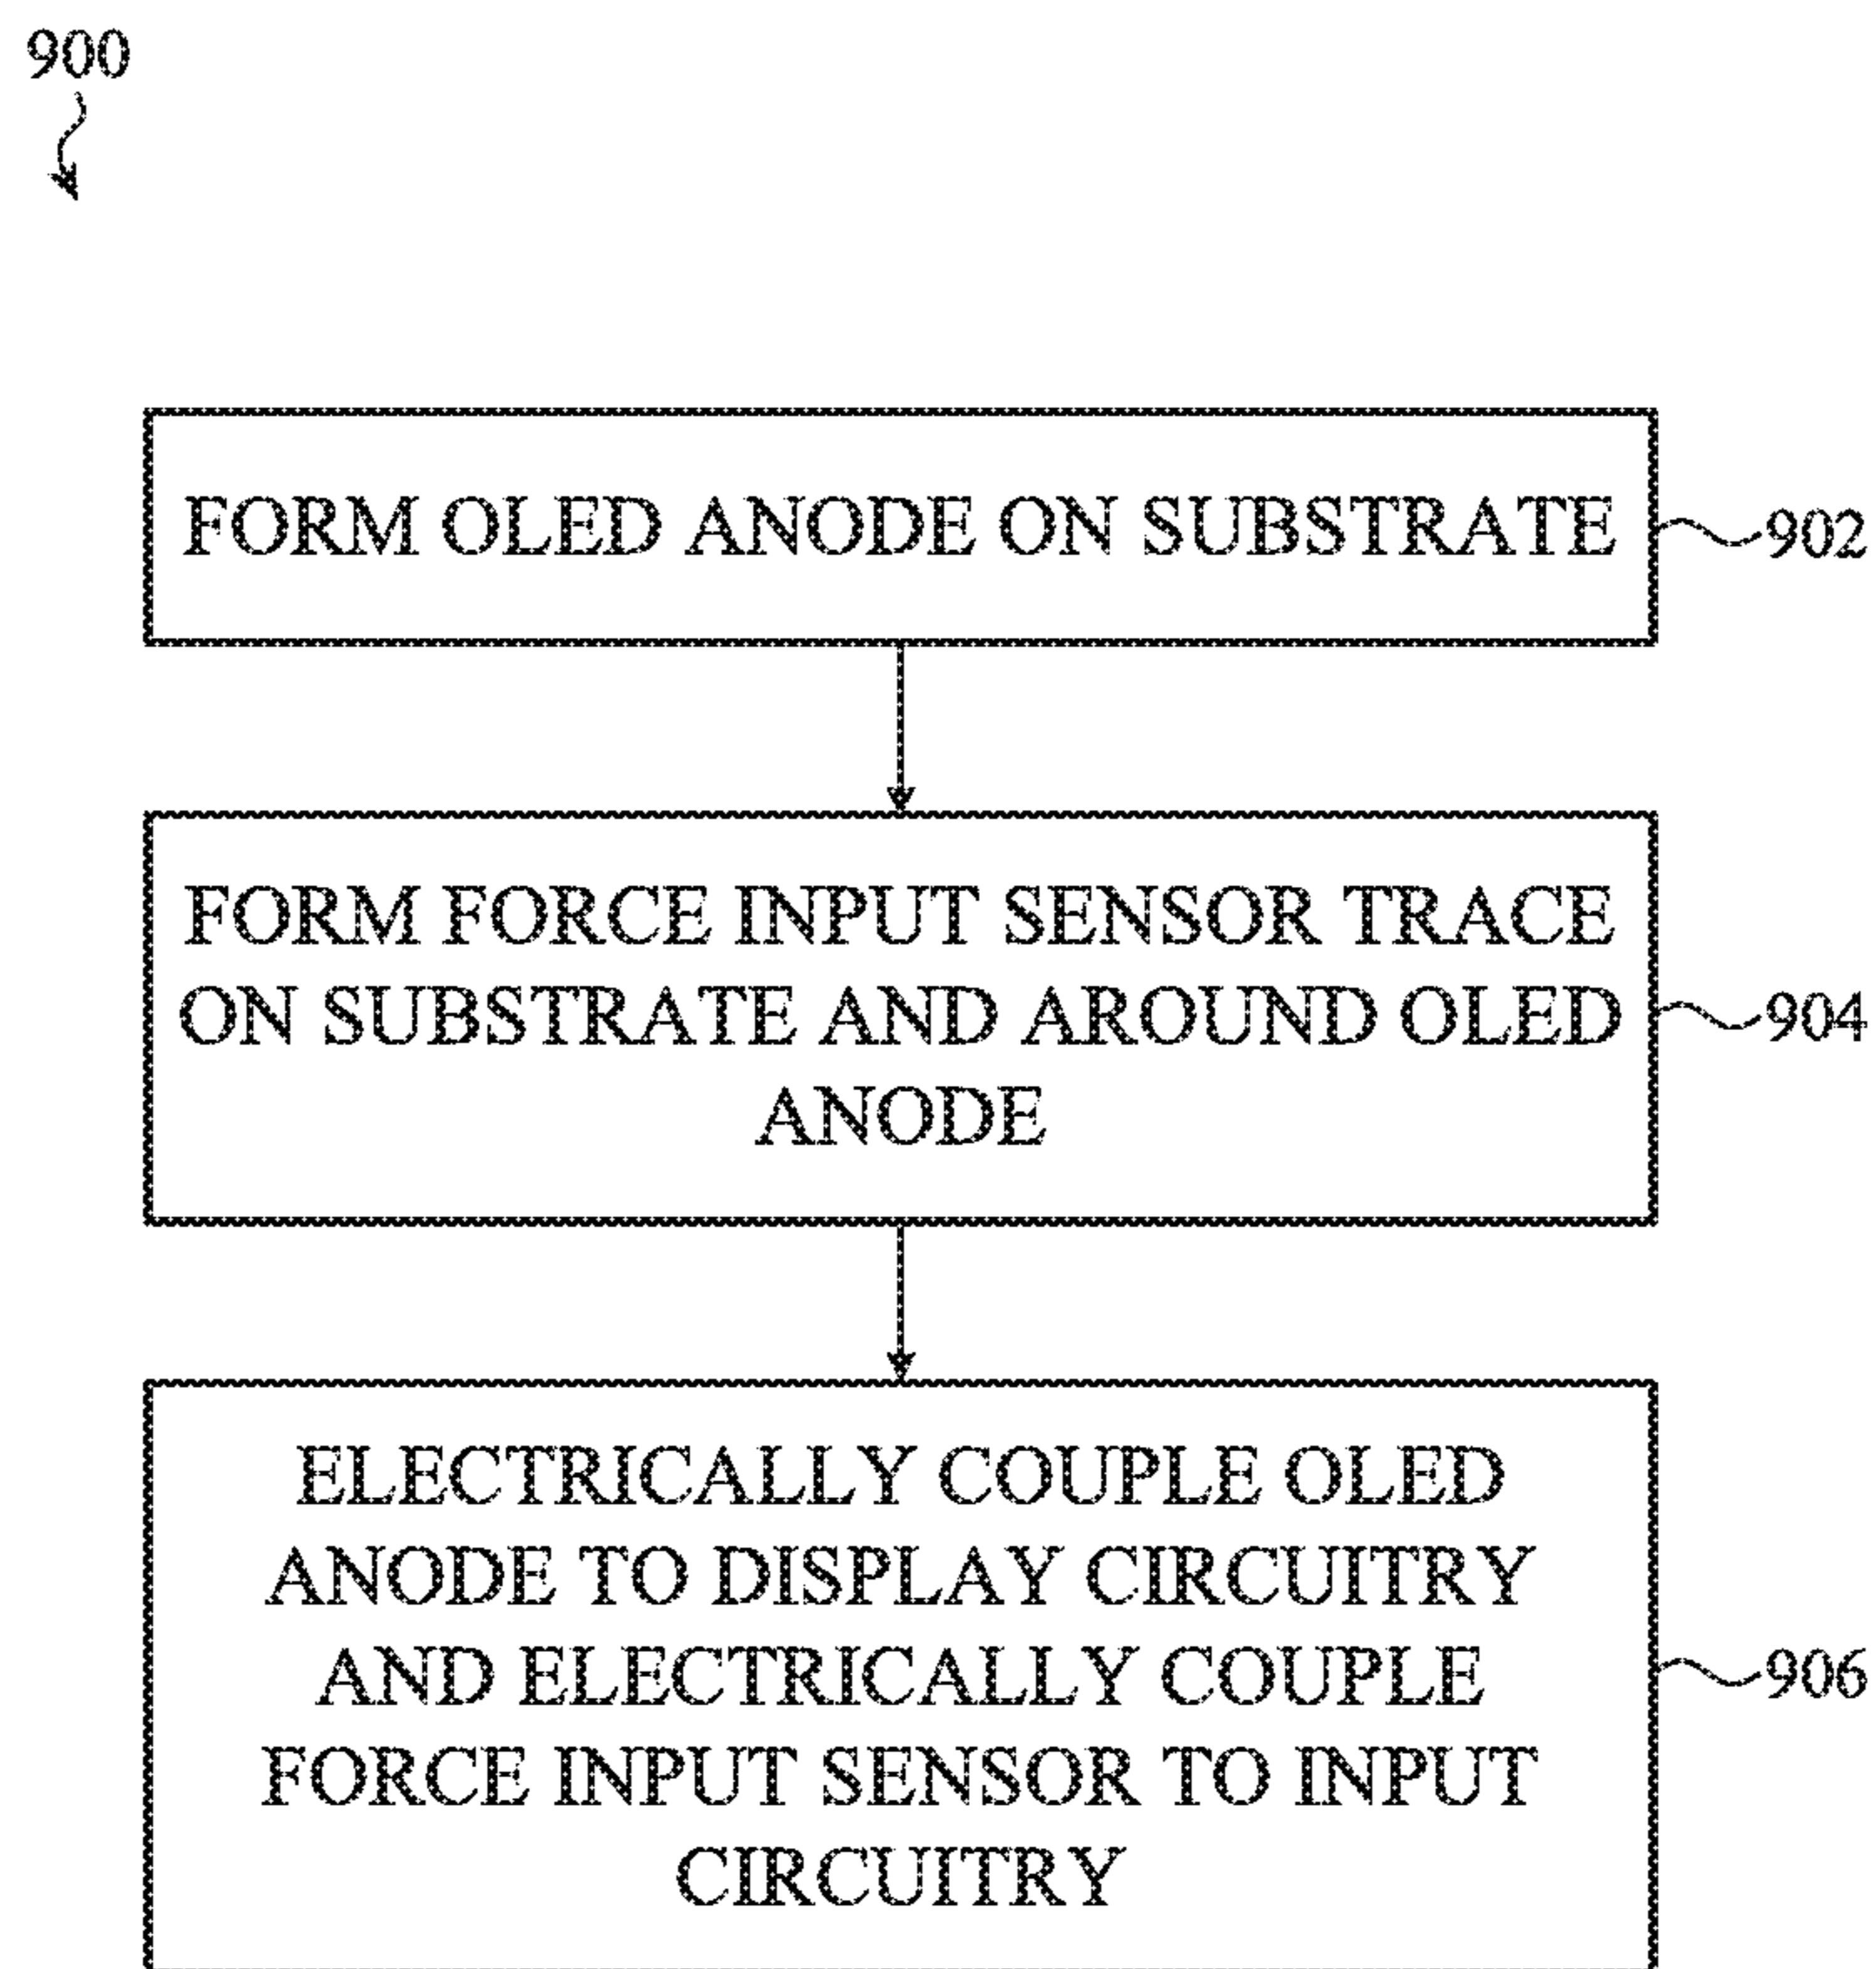 900
FORM OLED ANODE ON SUBSTRATE
902
FORM FORCE INPUT SENSOR TRACE
ON SUBSTRATE AND AROUND OLED
ANODE
904
ELECTRICALLY COUPLE OLED
ANODE TO DISPLAY CIRCUITRY
AND ELECTRICALLY COUPLE
FORCE INPUT SENSOR TO INPUT
CIRCUITRY
906